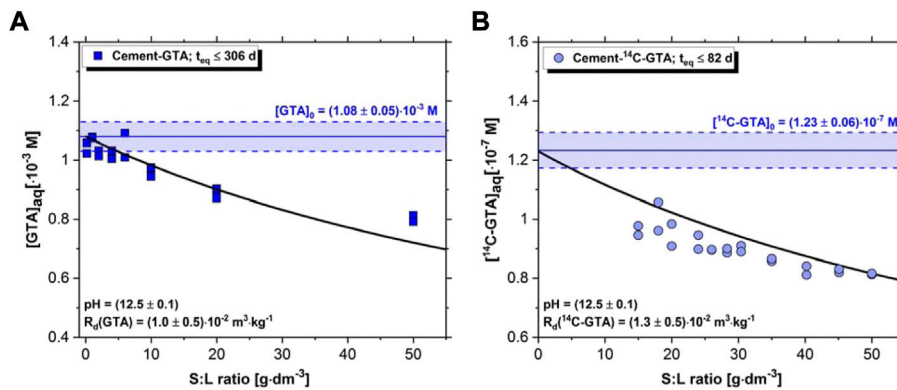 A
Cement-GTA; t_eq ≤ 306 d
[GTA]₀ = (1.08 ± 0.05)·10⁻³ M
[GTA]_aq[·10⁻³ M]
1.4
1.2
1.0
0.8
0.6
0.4
pH = (12.5 ± 0.1)
R_d(GTA) = (1.0 ± 0.5)·10⁻² m³·kg⁻¹
0 10 20 30 40 50
S:L ratio [g·dm⁻³]
B
Cement-¹⁴C-GTA; t_eq ≤ 82 d
[¹⁴C-GTA]₀ = (1.23 ± 0.06)·10⁻⁷ M
[¹⁴C-GTA]_aq[·10⁻⁷ M]
1.6
1.4
1.2
1
0.8
0.6
pH = (12.5 ± 0.1)
R_d(¹⁴C-GTA) = (1.3 ± 0.5)·10⁻² m³·kg⁻¹
0 10 20 30 40 50
S:L ratio [g·dm⁻³]